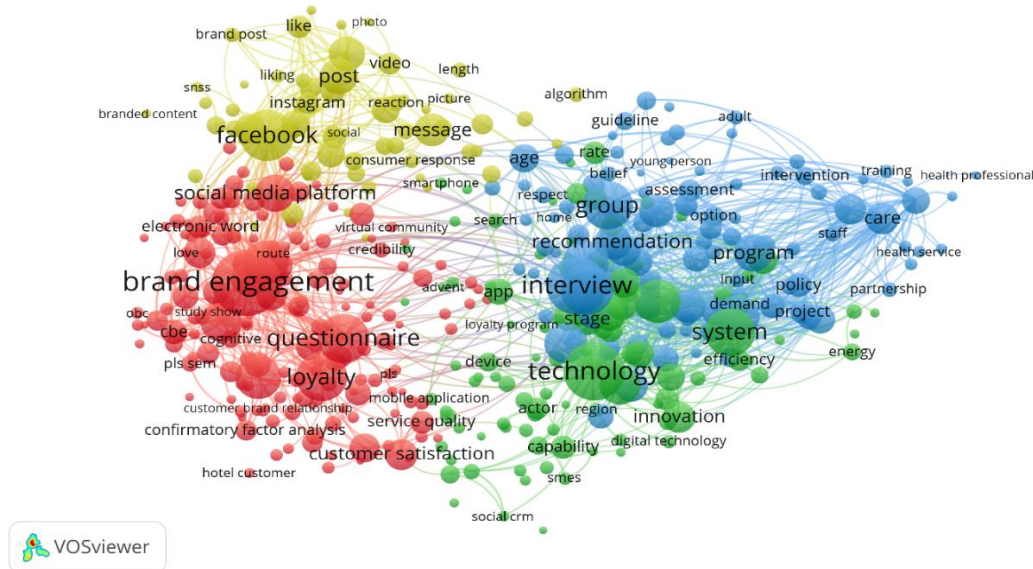 photo
like
brand post
video
post
length
liking
snss
algorithm
instagram
reaction
picture
branded content
adult
guideline
facebook
social
message
rate
consumer response
age
young person
training
belief
intervention
health professional
smartphone
social media platform
respect
assessment
group
option
care
search
home
virtual community
electronic word
staff
recommendation
love
route
credibility
program
health service
brand engagement
advent
interview
input
policy
partnership
app
obc
study show
demand
project
stage
loyalty program
cbe
cognitive
questionnaire
system
energy
device
efficiency
pls sem
pls
loyalty
technology
mobile application
customer brand relationship
actor
region
service quality
innovation
confirmatory factor analysis
digital technology
capability
customer satisfaction
hotel customer
smes
social crm
VOSviewer